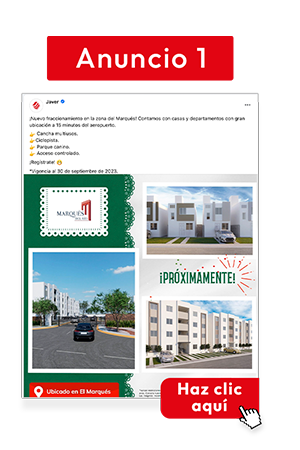 Anuncio 1
Javer
¡Nuevo fraccionamiento en la zona del Marqués! Contamos con casas y departamentos con gran
ubicación a 15 minutos del aeropuerto.
Cancha multiusos.
Ciclopista.
Parque canino.
Acceso controlado.
¡Regístrate!
*Vigencia al 30 de septiembre de 2023.
MARQUÉS
¡PRÓXIMAMENTE!
Ubicado en El Marqués
Haz clic
aquí